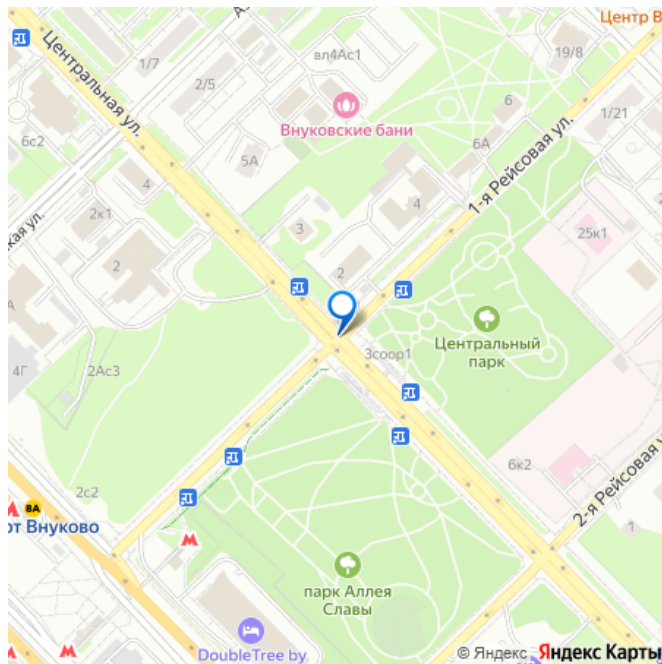 Центр В
19/8
вл4Ас1
Центральная ул.
1/7
2/5
6
1/21
Внуковские бани
6с2
6А
5А
1-я Рейсовая ул.
4
2к1
4
3
25к1
кая ул.
2
2
Центральный
парк
3соор1
4Г
2Ас3
6к2
2с2
8А
от Внуково
2-я Рейсовая у
1
парк Аллея
Славы
DoubleTree by
© Яндекс
Яндекс Карты